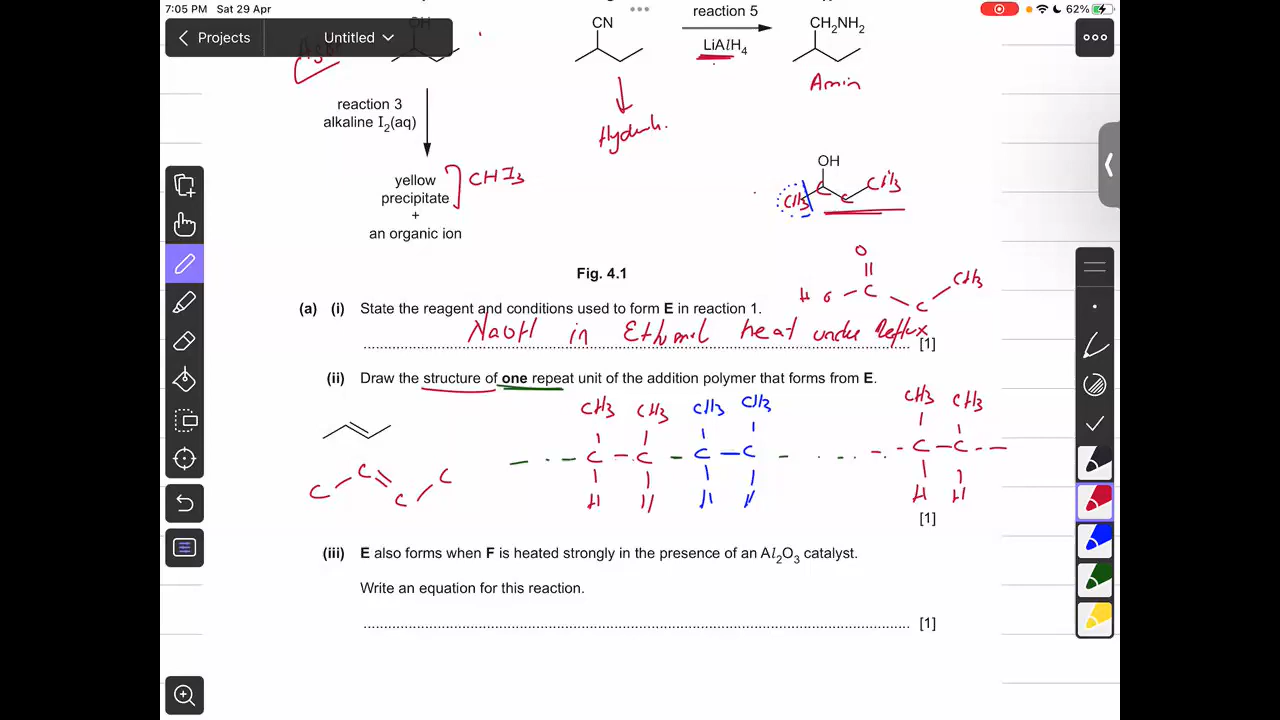 7:05 PM Sat 29 Apr
62%
Projects
Untitled
CN
reaction 5
LiAlH4
CH2NH2
Amin
reaction 3
alkaline I2(aq)
yellow
precipitate
+
an organic ion
CHI3
OH
CH3 C C CH3
Fig. 4.1
O
H o C C CH3
(a) (i) State the reagent and conditions used to form E in reaction 1.
NaOH in Ethanol heat under Reflux
[1]
(ii) Draw the structure of one repeat unit of the addition polymer that forms from E.
CH3 CH3 CH3 CH3 CH3 CH3
C C C C C C
H H H H H H
C C C C
[1]
(iii) E also forms when F is heated strongly in the presence of an Al2O3 catalyst.
Write an equation for this reaction.
[1]